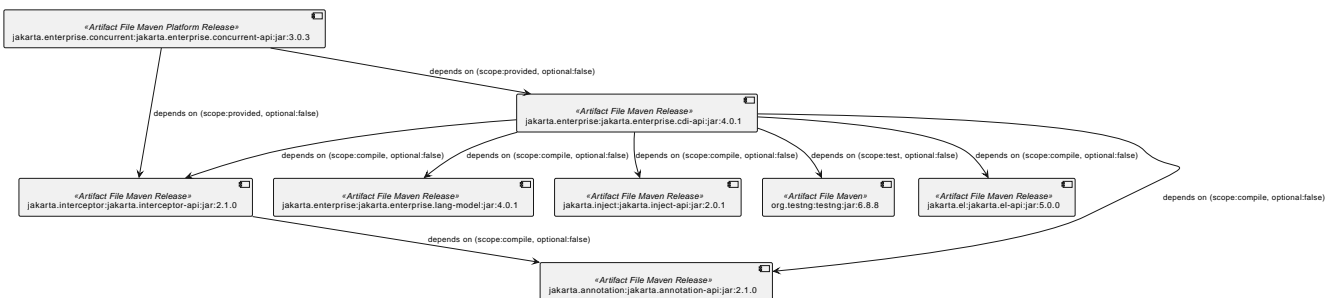 «Artifact File Maven Platform Release»
jakarta.enterprise.concurrent:jakarta.enterprise.concurrent-api:jar:3.0.3
depends on (scope:provided, optional:false)
«Artifact File Maven Release»
jakarta.enterprise:jakarta.enterprise.cdi-api:jar:4.0.1
depends on (scope:provided, optional:false)
depends on (scope:compile, optional:false)
depends on (scope:compile, optional:false)
depends on (scope:compile, optional:false)
depends on (scope:test, optional:false)
depends on (scope:compile, optional:false)
depends on (scope:compile, optional:false)
«Artifact File Maven Release»
jakarta.interceptor:jakarta.interceptor-api:jar:2.1.0
«Artifact File Maven Release»
jakarta.enterprise:jakarta.enterprise.lang-model:jar:4.0.1
«Artifact File Maven Release»
jakarta.inject:jakarta.inject-api:jar:2.0.1
«Artifact File Maven»
org.testng:testng:jar:6.8.8
«Artifact File Maven Release»
jakarta.el:jakarta.el-api:jar:5.0.0
depends on (scope:compile, optional:false)
«Artifact File Maven Release»
jakarta.annotation:jakarta.annotation-api:jar:2.1.0